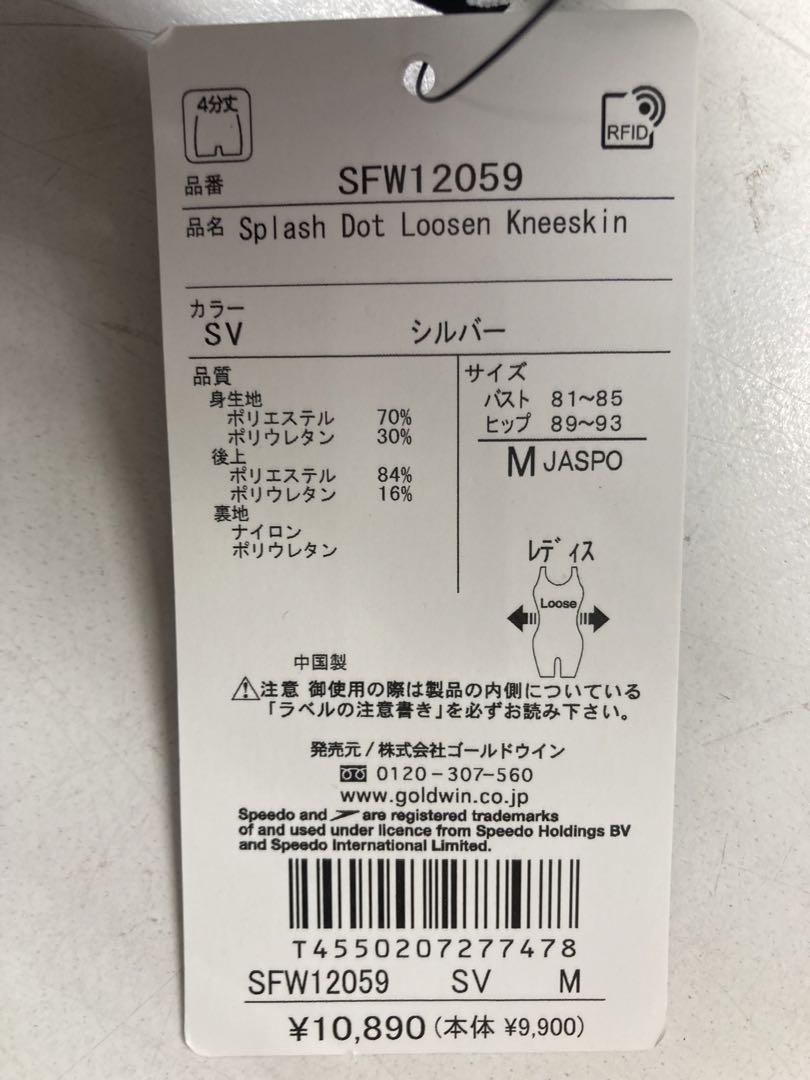 4分丈
RFID
品番 SFW12059
品名 Splash Dot Loosen Kneeskin
カラー
SV シルバー
品質
身生地
ポリエステル 70%
ポリウレタン 30%
後上
ポリエステル 84%
ポリウレタン 16%
裏地
ナイロン
ポリウレタン
サイズ
バスト 81~85
ヒップ 89~93
M JASPO
レディス
Loose
中国製
⚠注意 御使用の際は製品の内側についている
「ラベルの注意書き」を必ずお読み下さい。
発売元/株式会社ゴールドウイン
0120-307-560
www.goldwin.co.jp
Speedo and are registered trademarks
of and used under licence from Speedo Holdings BV
and Speedo International Limited.
T4550207277478
SFW12059 SV M
¥10,890(本体 ¥9,900)